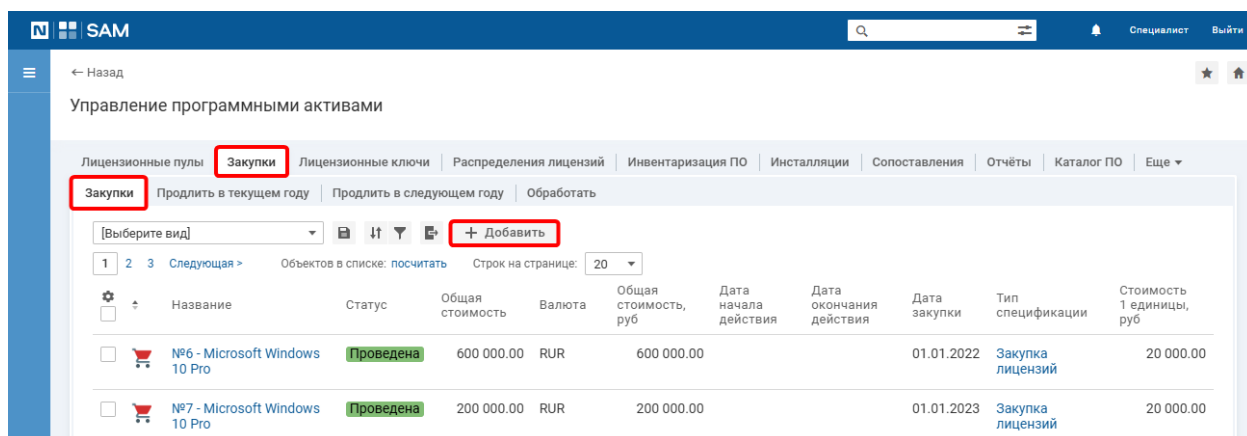 N SAM Специалист Выйти
← Назад
Управление программными активами
Лицензионные пулы Закупки Лицензионные ключи Распределения лицензий Инвентаризация ПО Инсталляции Сопоставления Отчёты Каталог ПО Еще
Закупки Продлить в текущем году Продлить в следующем году Обработать
[Выберите вид] + Добавить
1 2 3 Следующая > Объектов в списке: посчитать Строк на странице: 20
Название Статус Общая стоимость Валюта Общая стоимость, руб Дата начала действия Дата окончания действия Дата закупки Тип спецификации Стоимость 1 единицы, руб
№6 - Microsoft Windows 10 Pro Проведена 600 000.00 RUR 600 000.00 01.01.2022 Закупка лицензий 20 000.00
№7 - Microsoft Windows 10 Pro Проведена 200 000.00 RUR 200 000.00 01.01.2023 Закупка лицензий 20 000.00